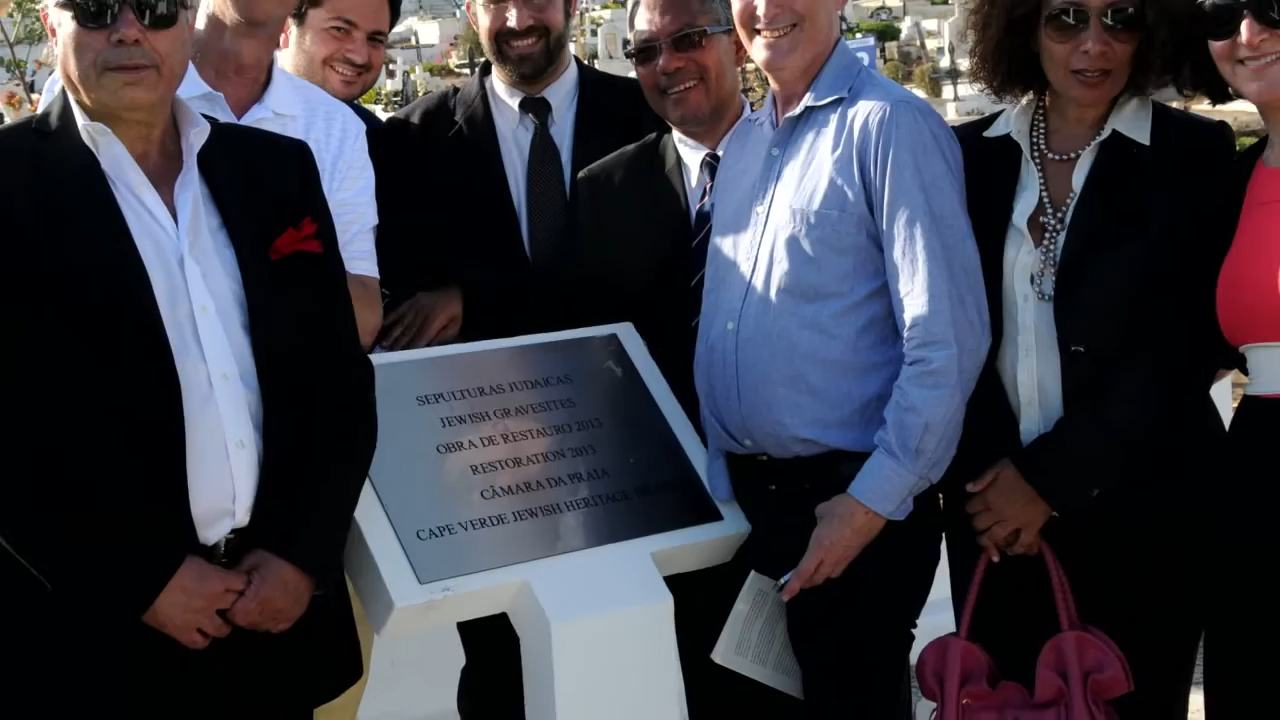 SEPULTURAS JUDAICAS
JEWISH GRAVESITES
OBRA DE RESTAURO 2013
RESTORATION 2013
CÂMARA DA PRAIA
CAPE VERDE JEWISH HERITAGE